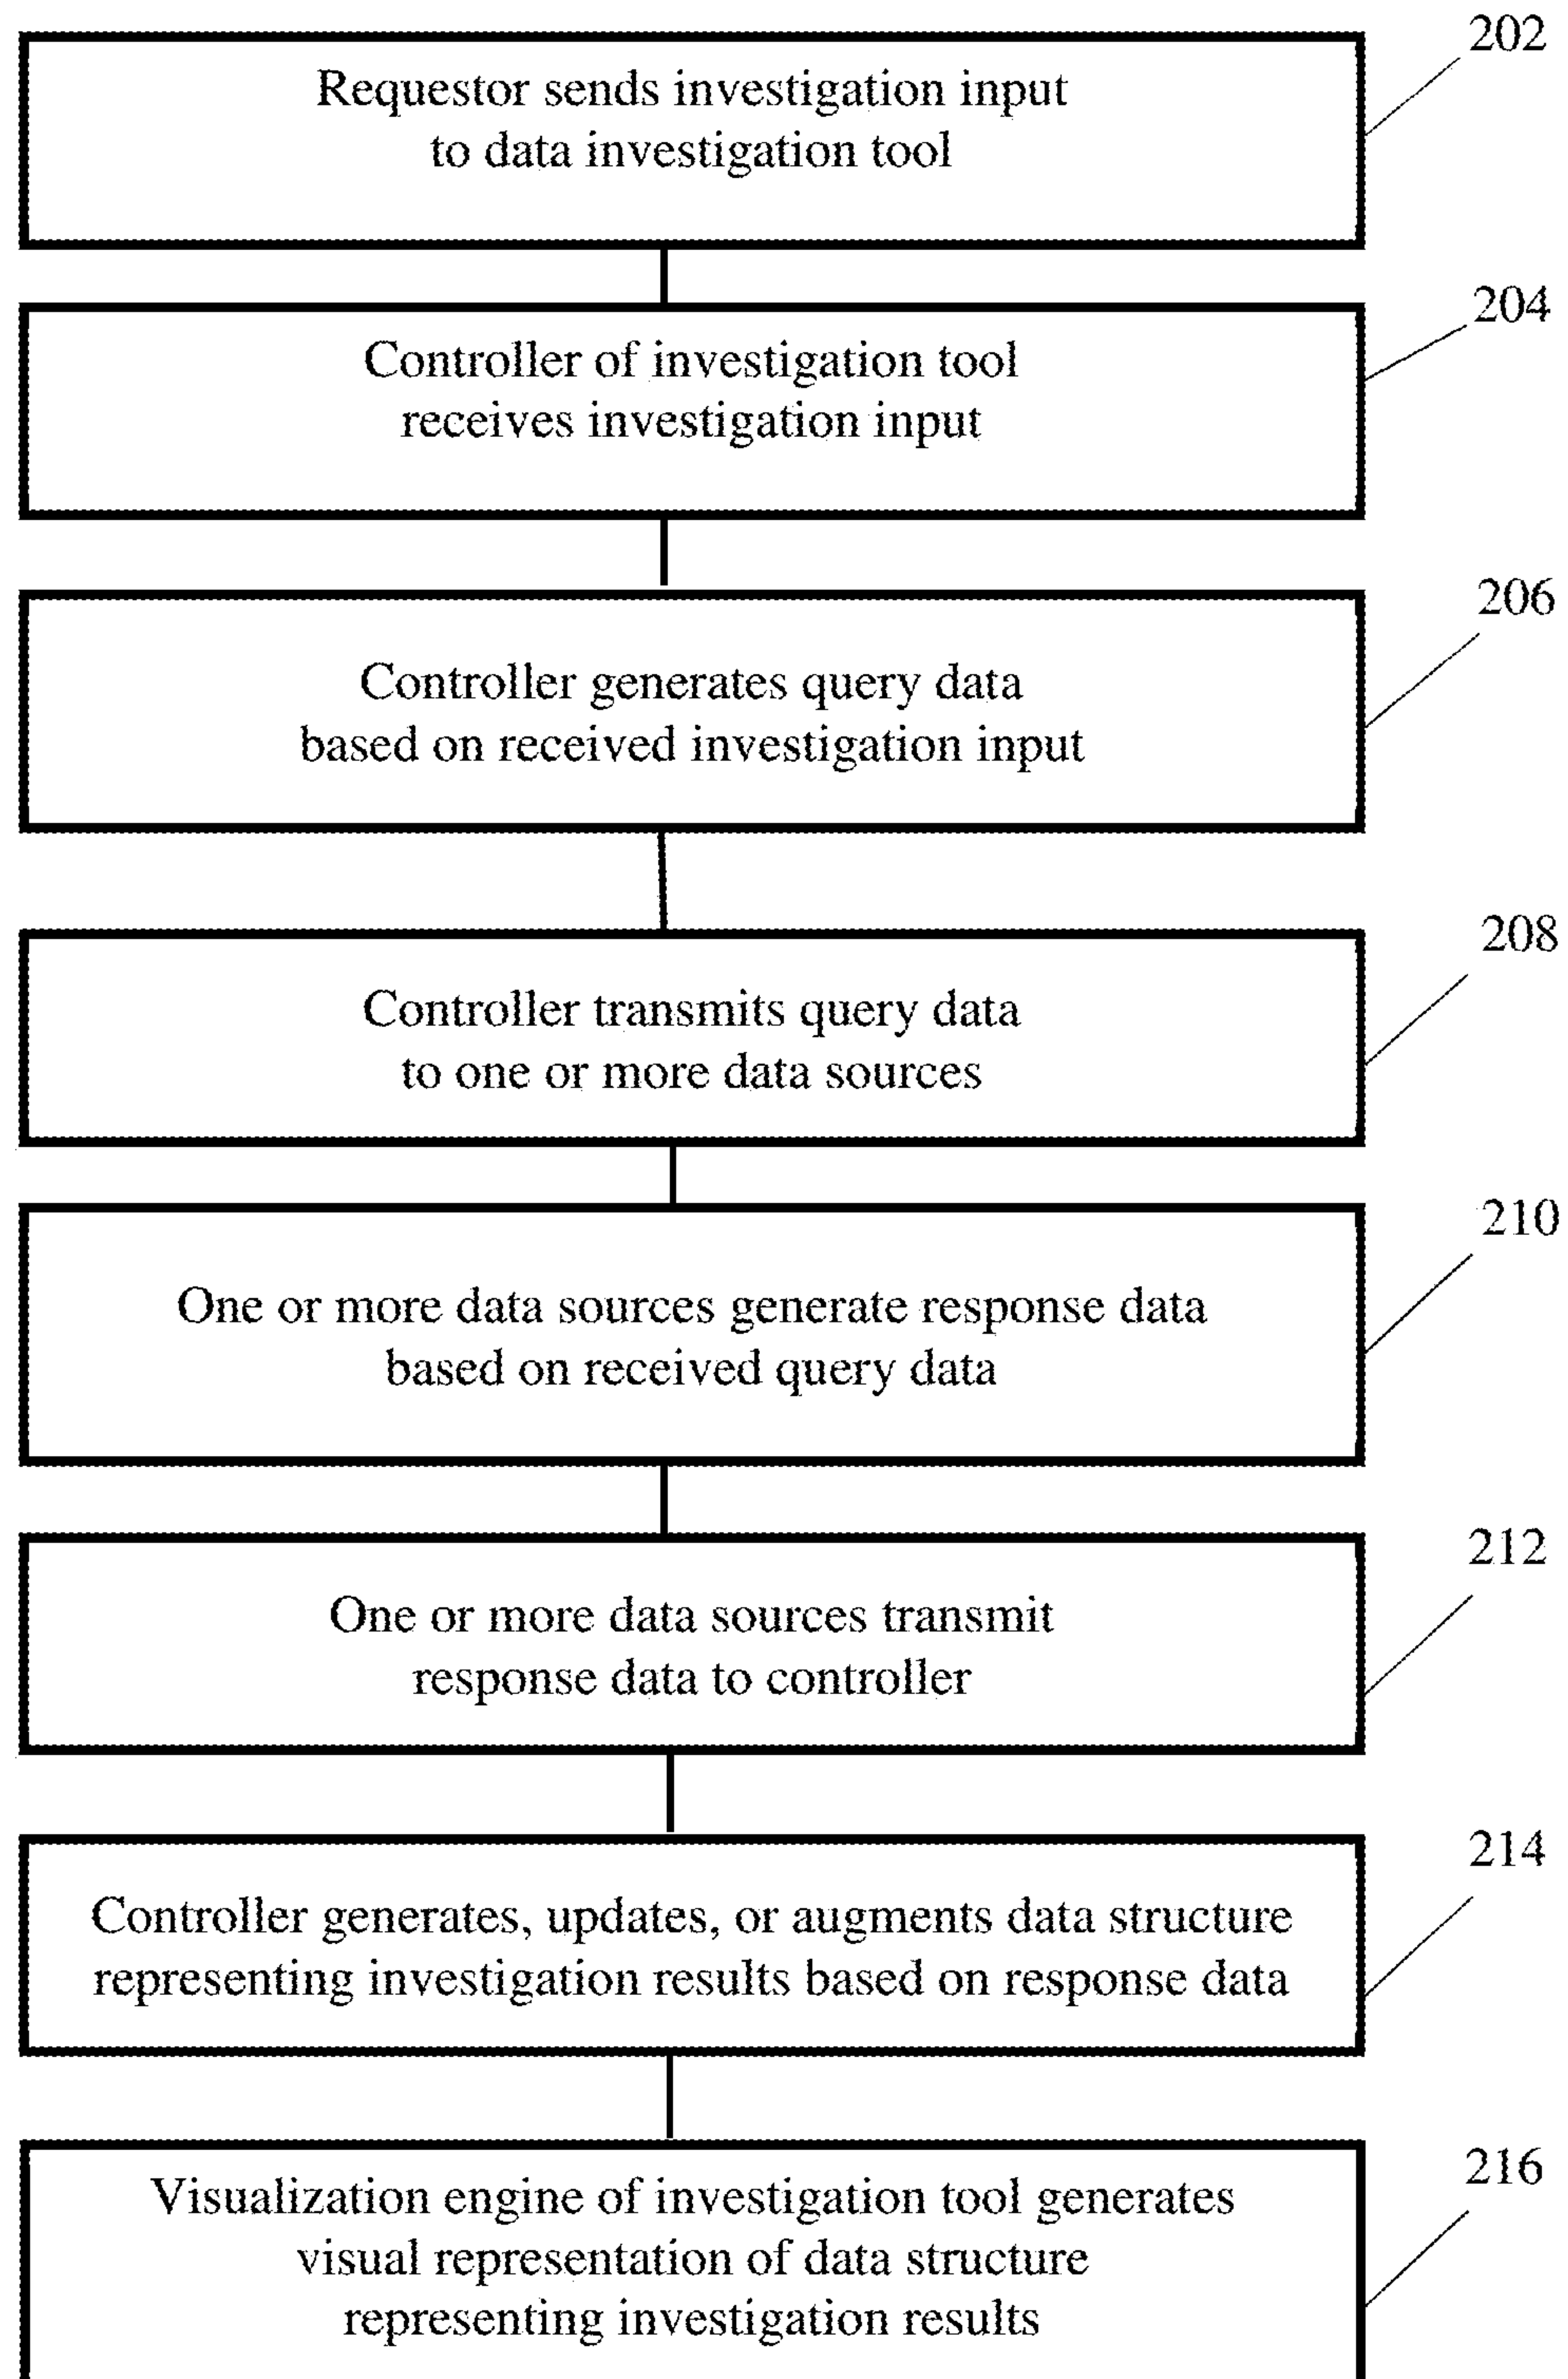 202
Requestor sends investigation input
to data investigation tool
204
Controller of investigation tool
receives investigation input
206
Controller generates query data
based on received investigation input
208
Controller transmits query data
to one or more data sources
210
One or more data sources generate response data
based on received query data
212
One or more data sources transmit
response data to controller
214
Controller generates, updates, or augments data structure
representing investigation results based on response data
216
Visualization engine of investigation tool generates
visual representation of data structure
representing investigation results